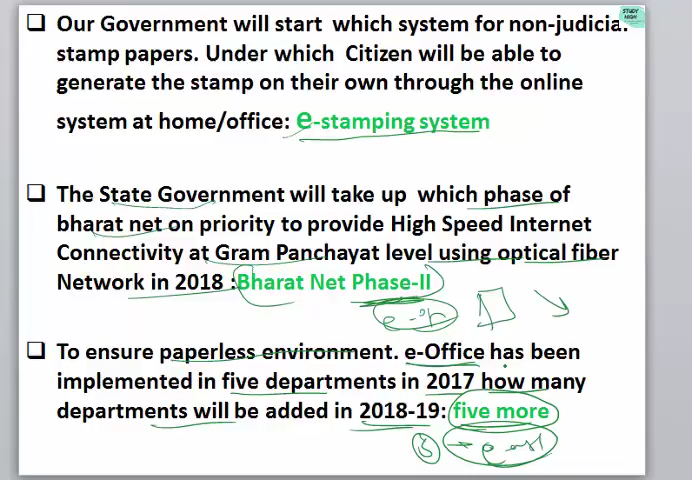 STUDY HIGH
Our Government will start which system for non-judicial
stamp papers. Under which Citizen will be able to
generate the stamp on their own through the online
system at home/office: e-stamping system
The State Government will take up which phase of
bharat net on priority to provide High Speed Internet
Connectivity at Gram Panchayat level using optical fiber
Network in 2018 :Bharat Net Phase-II
To ensure paperless environment. e-Office has been
implemented in five departments in 2017 how many
departments will be added in 2018-19: five more